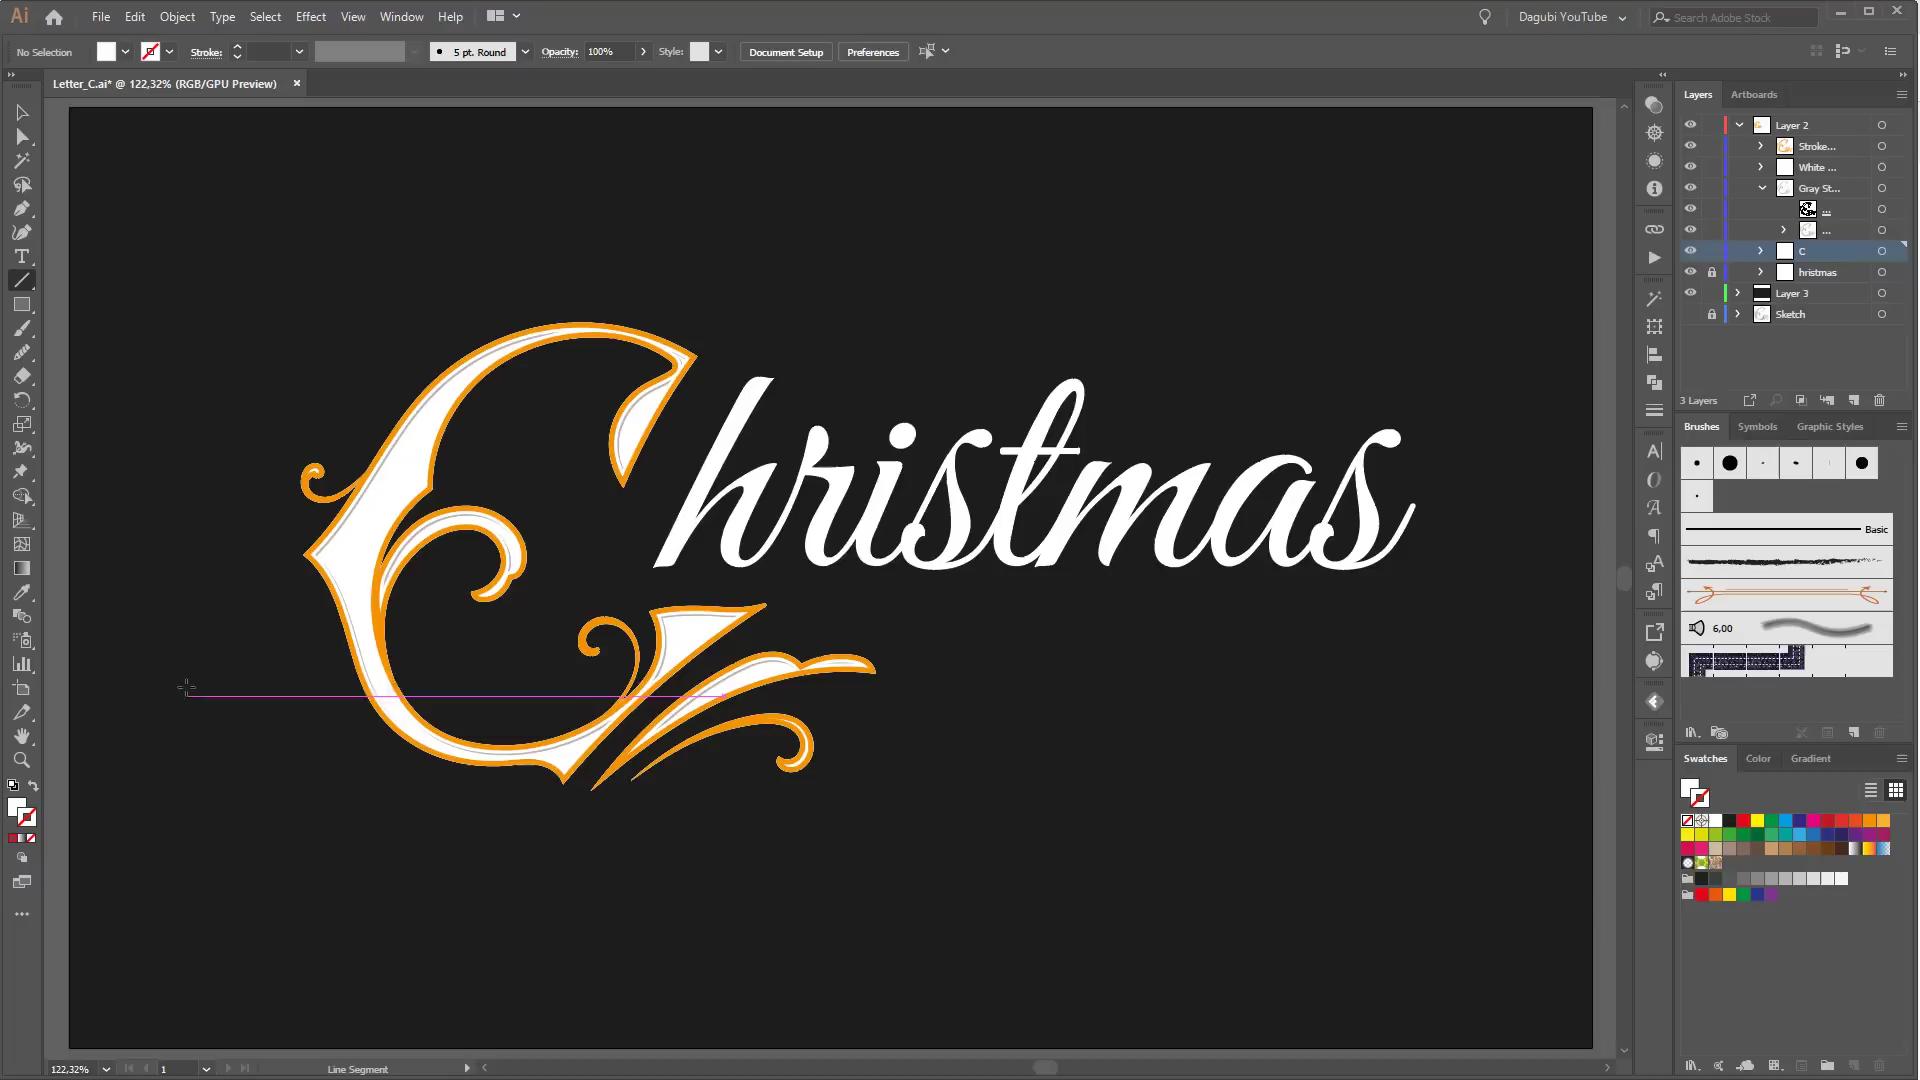 Ai File Edit Object Type Select Effect View Window Help Dagubi YouTube Search Adobe Stock
No Selection Stroke: 5 pt. Round Opacity: 100% Style: Document Setup Preferences
Letter_C.ai* @ 122,32% (RGB/GPU Preview)
Layers Artboards
Layer 2
Stroke...
White ...
Gray St...
...
...
C
hristmas
Layer 3
Sketch
3 Layers
Brushes Symbols Graphic Styles
Basic
6,00
Swatches Color Gradient
Christmas
122,32% 1 Line Segment